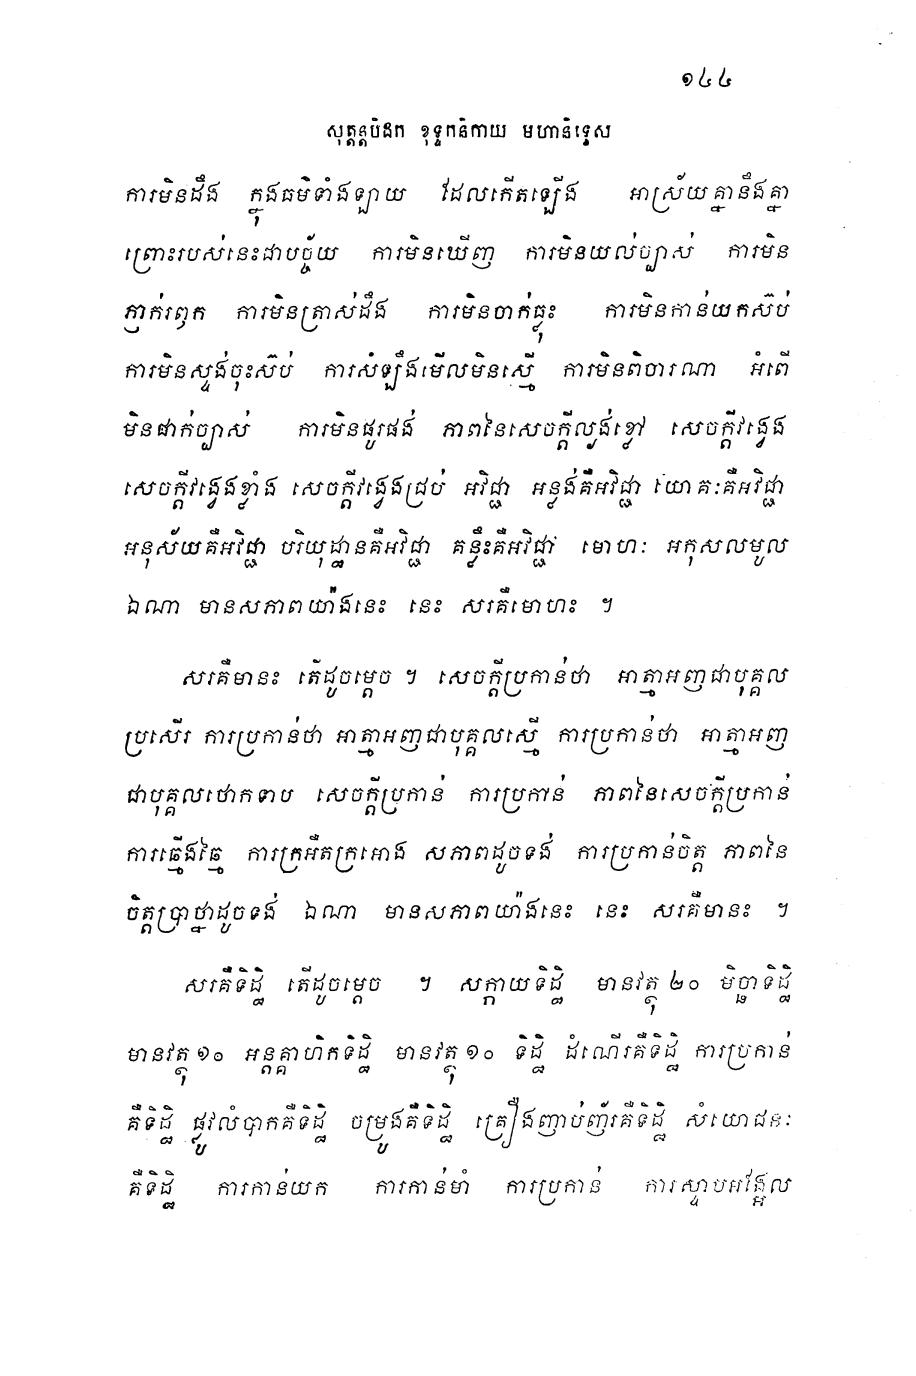 ១៤៤
សុត្តន្តបិដក ខុទ្ទកនិកាយ មហានិទ្ទេស
ការមិនដឹង ក្នុងធម៌ទាំងឡាយ ដែលកើតឡើង អាស្រ័យគ្នានឹងគ្នា
ព្រោះរបស់នេះជាបច្ច័យ ការមិនឃើញ ការមិនយល់ច្បាស់ ការមិន
ភ្ញាក់រឭក ការមិនត្រាស់ដឹង ការមិនចាក់ធ្លុះ ការមិនកាន់យកស៊ប់
ការមិនស្ទង់ចុះស៊ប់ ការសំឡឹងមើលមិនស្មើ ការមិនពិចារណា អំពើ
មិនជាក់ច្បាស់ ការមិនផូរផង់ ភាពនៃសេចក្តីល្ងង់ខ្លៅ សេចក្តីវង្វេង
សេចក្តីវង្វេងខ្លាំង សេចក្តីវង្វេងជ្រប់ អវិជ្ជា អន្លង់គឺអវិជ្ជា យោគៈគឺអវិជ្ជា
អនុស័យគឺអវិជ្ជា បរិយុដ្ឋានគឺអវិជ្ជា គន្លឹះគឺអវិជ្ជា មោហៈ អកុសលមូល
ឯណា មានសភាពយ៉ាងនេះ នេះ សរគឺមោហះ ។
សរគឺមានះ តើដូចម្តេច ។ សេចក្តីប្រកាន់ថា អាត្មាអញជាបុគ្គល
ប្រសើរ ការប្រកាន់ថា អាត្មាអញជាបុគ្គលស្មើ ការប្រកាន់ថា អាត្មាអញ
ជាបុគ្គលថោកទាប សេចក្តីប្រកាន់ ការប្រកាន់ ភាពនៃសេចក្តីប្រកាន់
ការធ្មើងធ្មៃ ការក្រអឺតក្រអោង សភាពដូចទង់ ការប្រកាន់ចិត្ត ភាពនៃ
ចិត្តប្រាថ្នាដូចទង់ ឯណា មានសភាពយ៉ាងនេះ នេះ សរគឺមានះ ។
សរគឺទិដ្ឋិ តើដូចម្តេច ។ សក្កាយទិដ្ឋិ មានវត្ថុ ២០ មិច្ឆាទិដ្ឋិ
មានវត្ថុ ១០ អន្តគ្គាហិកទិដ្ឋិ មានវត្ថុ ១០ ទិដ្ឋិ ដំណើរគឺទិដ្ឋិ ការប្រកាន់
គឺទិដ្ឋិ ផ្លូវលំបាកគឺទិដ្ឋិ ចម្រូងគឺទិដ្ឋិ គ្រឿងញាប់ញ័រគឺទិដ្ឋិ សំយោជនៈ
គឺទិដ្ឋិ ការកាន់យក ការកាន់មាំ ការប្រកាន់ ការស្ទាបអង្អែល